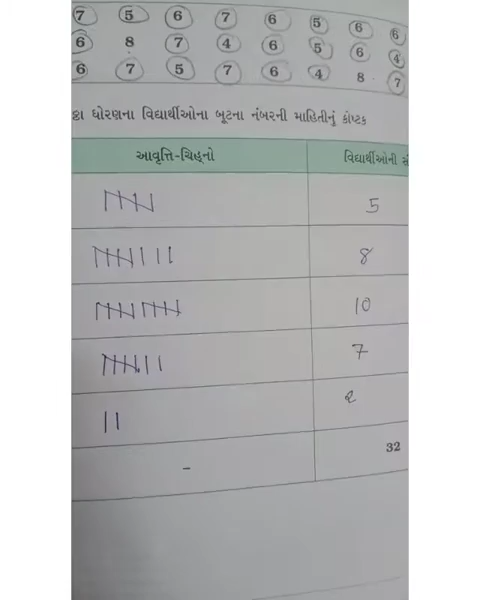 7 5 6 7 6 5 6 6
6 8 7 4 6 5 6 4
6 7 5 7 6 4 8 7
ધોરણના વિદ્યાર્થીઓના બૂટના નંબરની માહિતીનું કોષ્ટક
આવૃત્તિ-ચિહ્નો વિદ્યાર્થીઓની
5
8
10
7
2
- 32